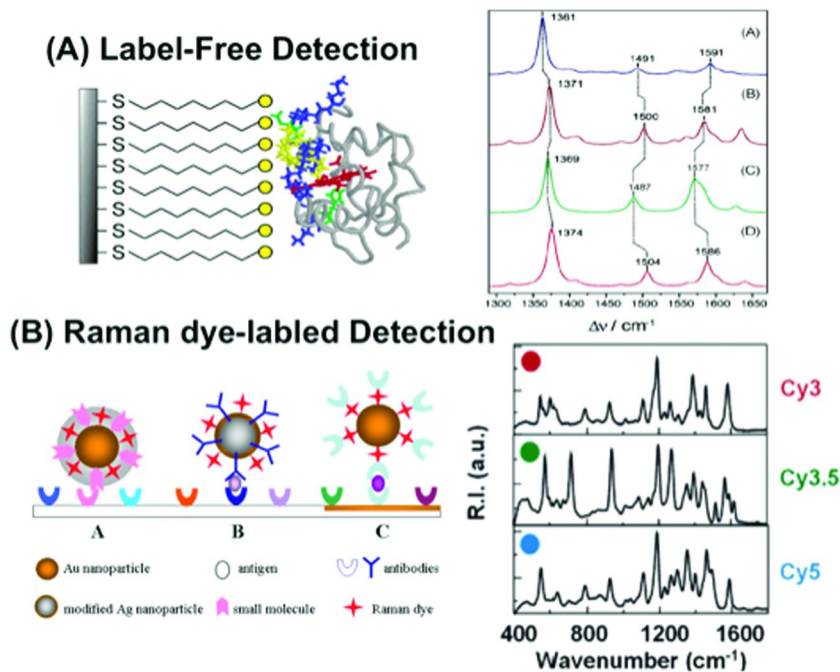 (A) Label-Free Detection
S
S
S
S
S
S
S
S
1361
1491
1591
(A)
1371
1500
1581
(B)
1369
1487
1577
(C)
1374
1504
1586
(D)
1300 1350 1400 1450 1500 1550 1600 1650
Δν / cm⁻¹
(B) Raman dye-labled Detection
A B C
Au nanoparticle antigen antibodies
modified Ag nanoparticle small molecule Raman dye
Cy3
Cy3.5
Cy5
R.I. (a.u.)
400 800 1200 1600
Wavenumber (cm⁻¹)